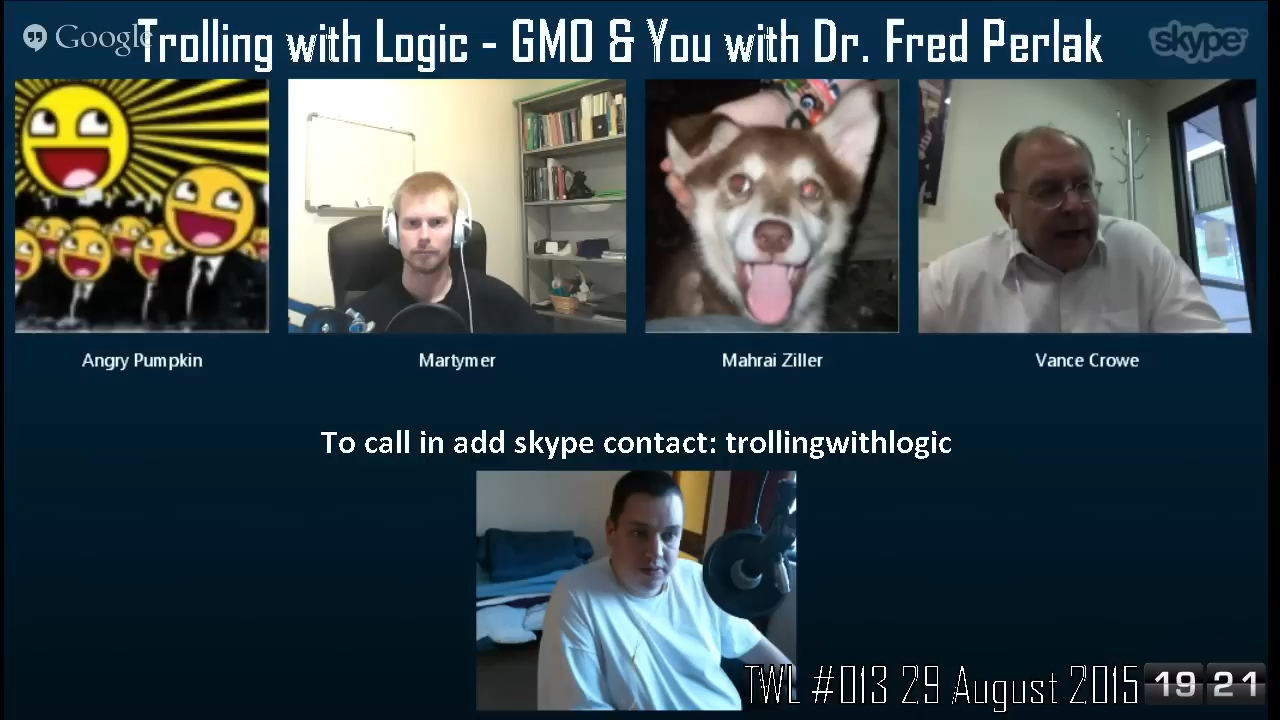 Google
Trolling with Logic - GMO & You with Dr. Fred Perlak
skype
Angry Pumpkin
Martymer
Mahrai Ziller
Vance Crowe
To call in add skype contact: trollingwithlogic
TWL #013 29 August 2015 19 21